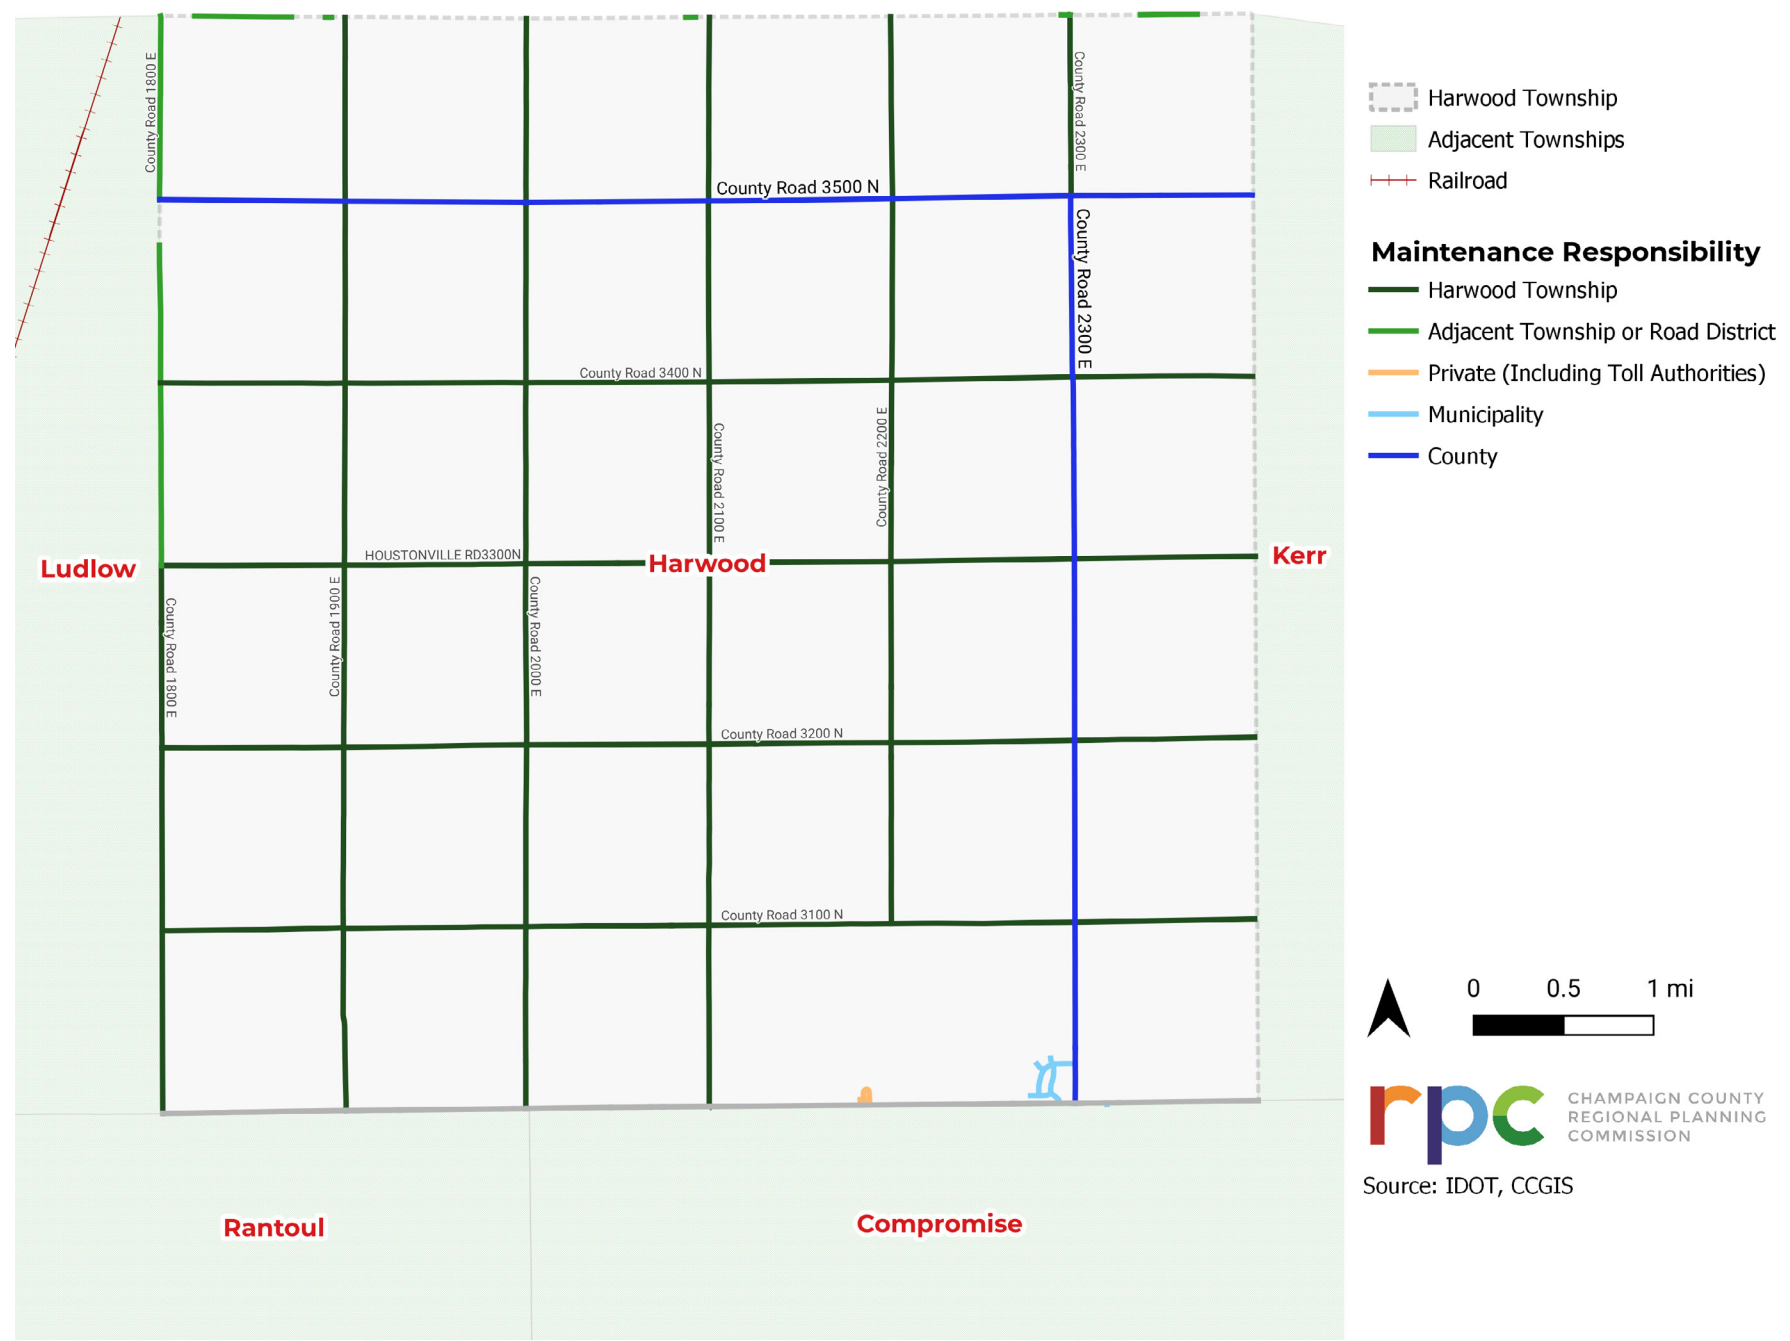 County Road 1800 E
County Road 2300 E
County Road 3500 N
County Road 2300 E
County Road 3400 N
County Road 2100 E
County Road 2200 E
HOUSTONVILLE RD3300N
Harwood
Ludlow
Kerr
County Road 1800 E
County Road 1900 E
County Road 2000 E
County Road 3200 N
County Road 3100 N
Rantoul
Compromise
Harwood Township
Adjacent Townships
Railroad
Maintenance Responsibility
Harwood Township
Adjacent Township or Road District
Private (Including Toll Authorities)
Municipality
County
0 0.5 1 mi
rpc
CHAMPAIGN COUNTY
REGIONAL PLANNING
COMMISSION
Source: IDOT, CCGIS